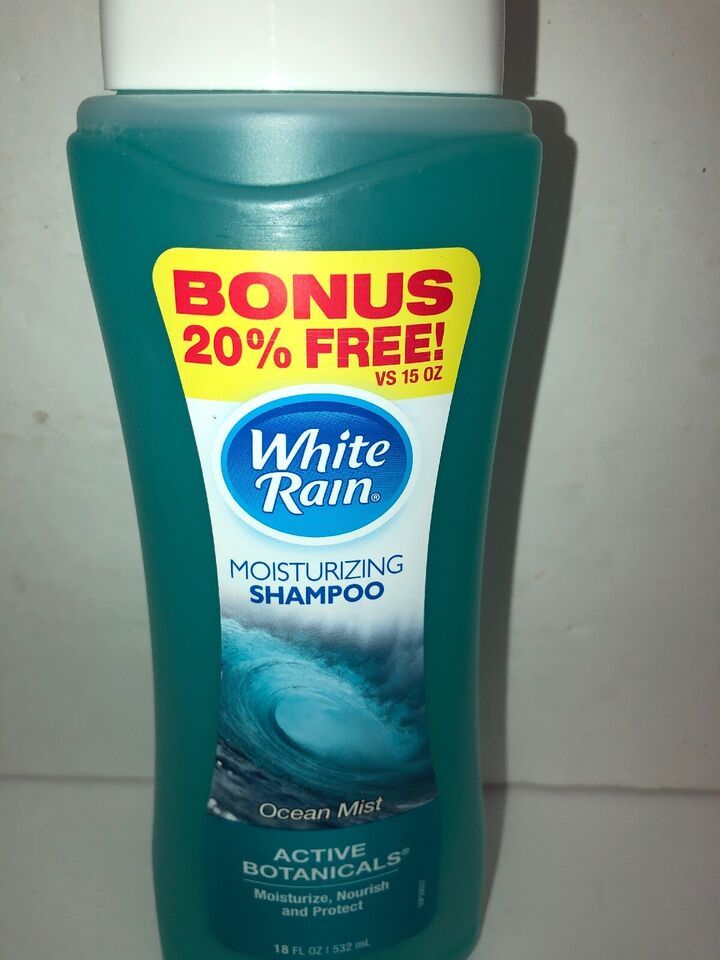 BONUS
20% FREE!
VS 15 OZ
White
Rain®
MOISTURIZING
SHAMPOO
Ocean Mist
ACTIVE
BOTANICALS®
Moisturize, Nourish
and Protect
18 FL OZ | 532 mL